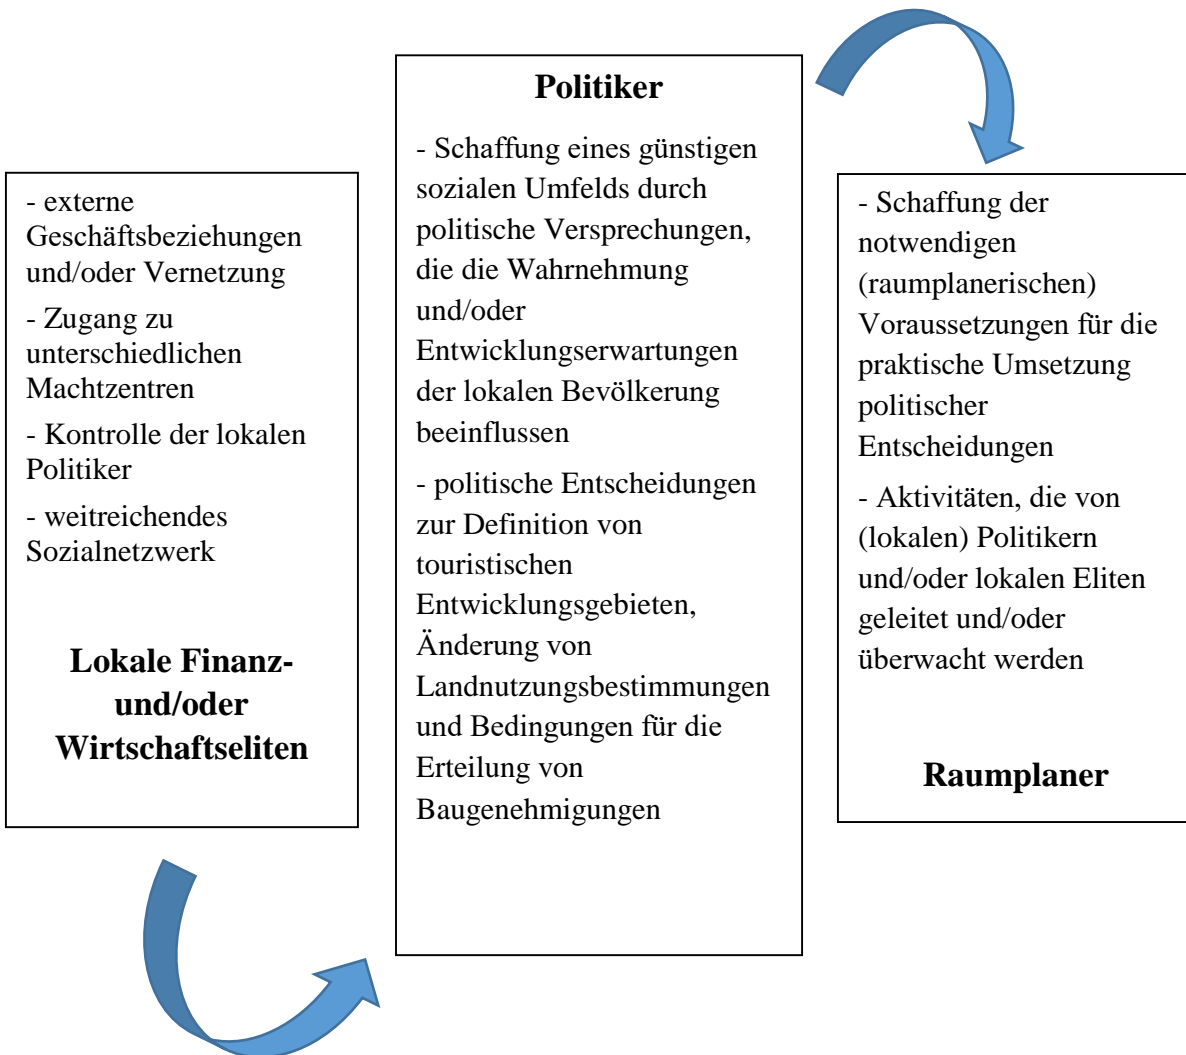 - externe
Geschäftsbeziehungen
und/oder Vernetzung
- Zugang zu
unterschiedlichen
Machtzentren
- Kontrolle der lokalen
Politiker
- weitreichendes
Sozialnetzwerk
Lokale Finanz-
und/oder
Wirtschaftseliten
Politiker
- Schaffung eines günstigen
sozialen Umfelds durch
politische Versprechungen,
die die Wahrnehmung
und/oder
Entwicklungserwartungen
der lokalen Bevölkerung
beeinflussen
- politische Entscheidungen
zur Definition von
touristischen
Entwicklungsgebieten,
Änderung von
Landnutzungsbestimmungen
und Bedingungen für die
Erteilung von
Baugenehmigungen
- Schaffung der
notwendigen
(raumplanerischen)
Voraussetzungen für die
praktische Umsetzung
politischer
Entscheidungen
- Aktivitäten, die von
(lokalen) Politikern
und/oder lokalen Eliten
geleitet und/oder
überwacht werden
Raumplaner